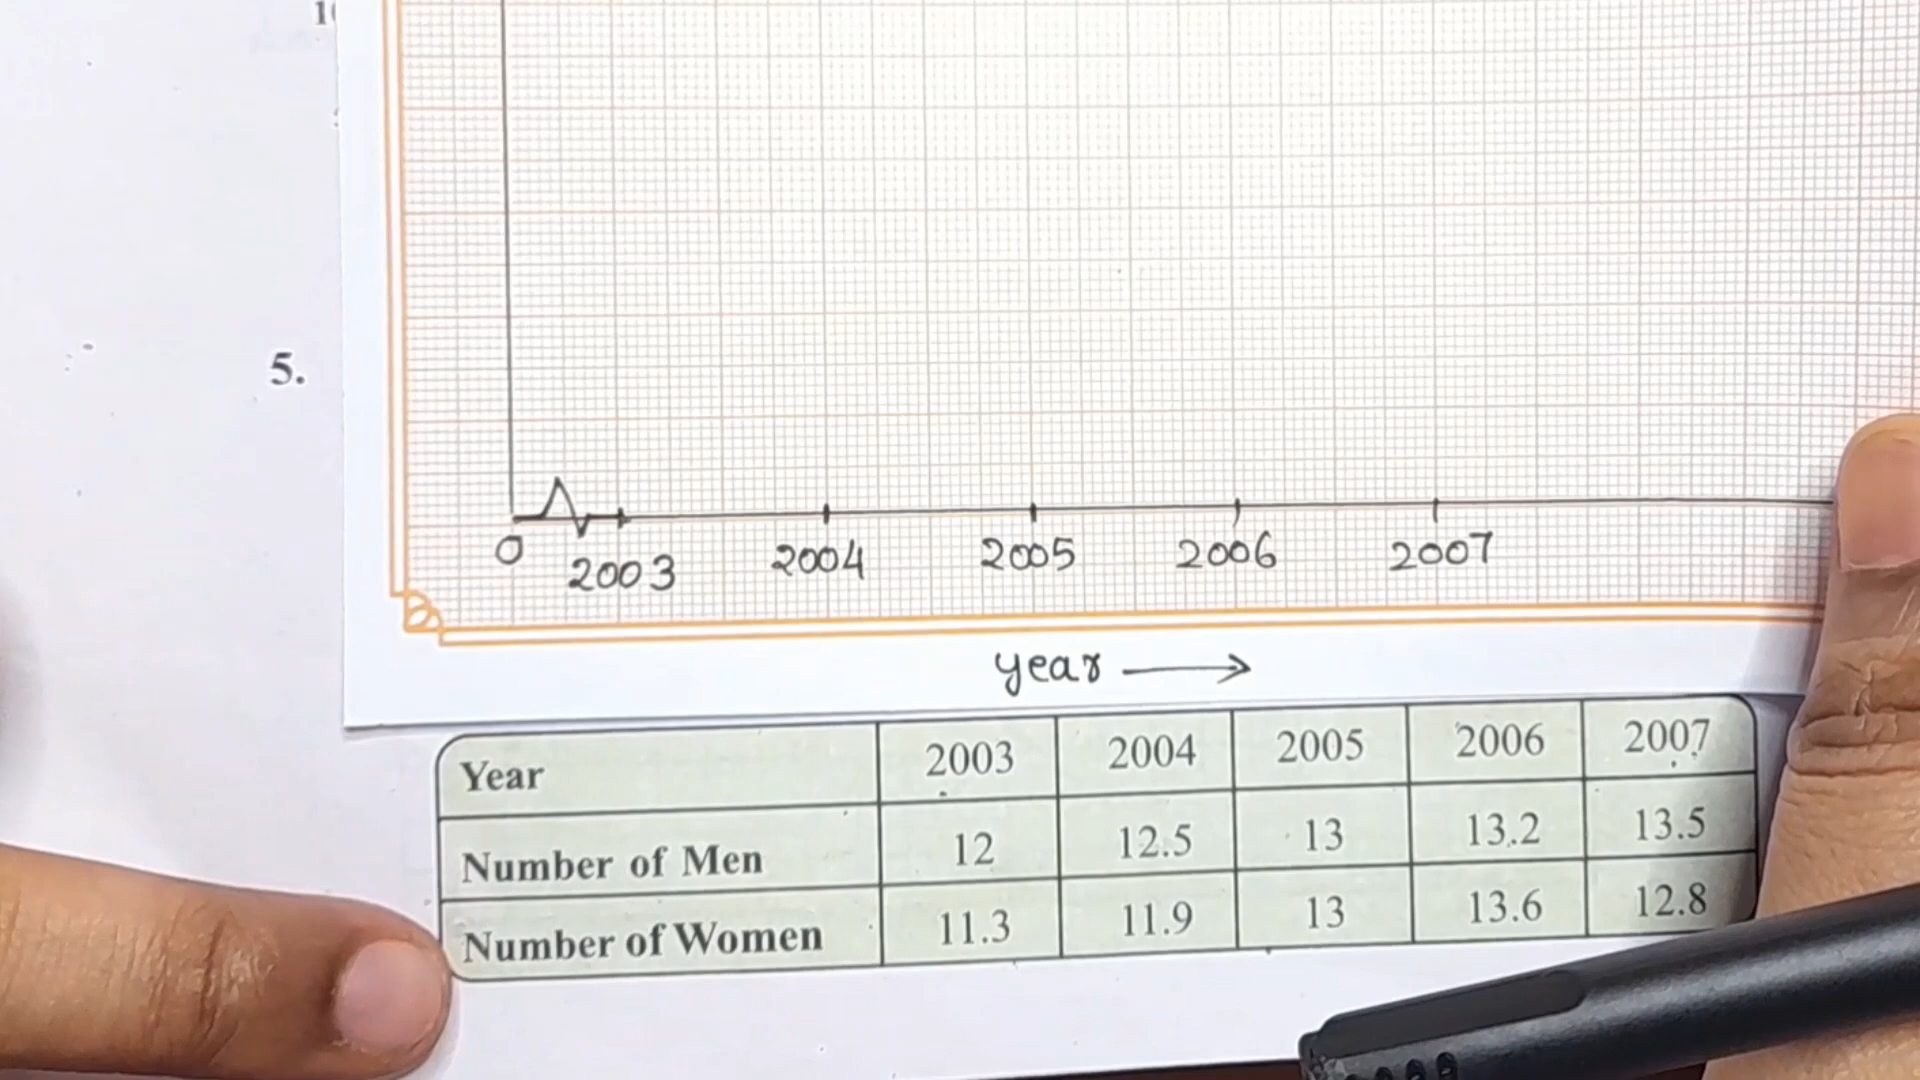 5.
0 2003 2004 2005 2006 2007
year
Year 2003 2004 2005 2006 2007
Number of Men 12 12.5 13 13.2 13.5
Number of Women 11.3 11.9 13 13.6 12.8